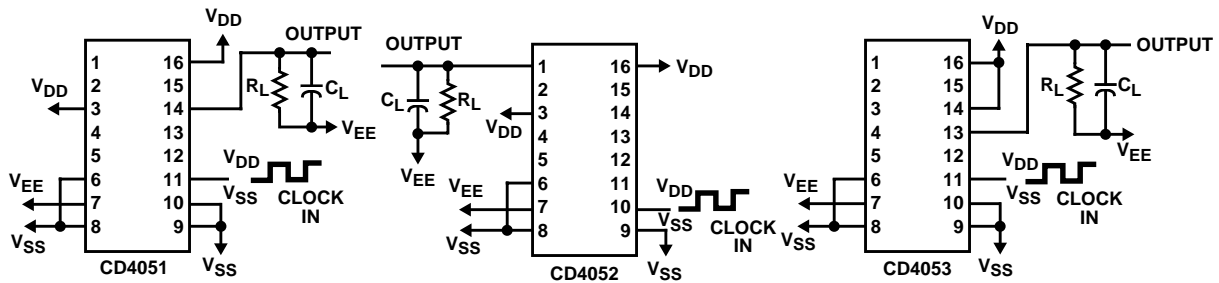 VDD
OUTPUT
1 16
2 15
VDD 3 14
4 13
5 12
6 11
VEE 7 10
VSS 8 9
RL CL
VEE
VDD
VSS
CLOCK
IN
VSS
CD4051
OUTPUT
1 16 VDD
2 15
3 14
VDD
4 13
5 12
6 11
VEE 7 10
VSS 8 9
CL RL
VEE
VDD
VSS
CLOCK
IN
VSS
CD4052
VDD
OUTPUT
1 16
2 15
3 14
4 13
5 12
6 11
VEE 7 10
VSS 8 9
RL CL
VEE
VDD
VSS
CLOCK
IN
VSS
CD4053